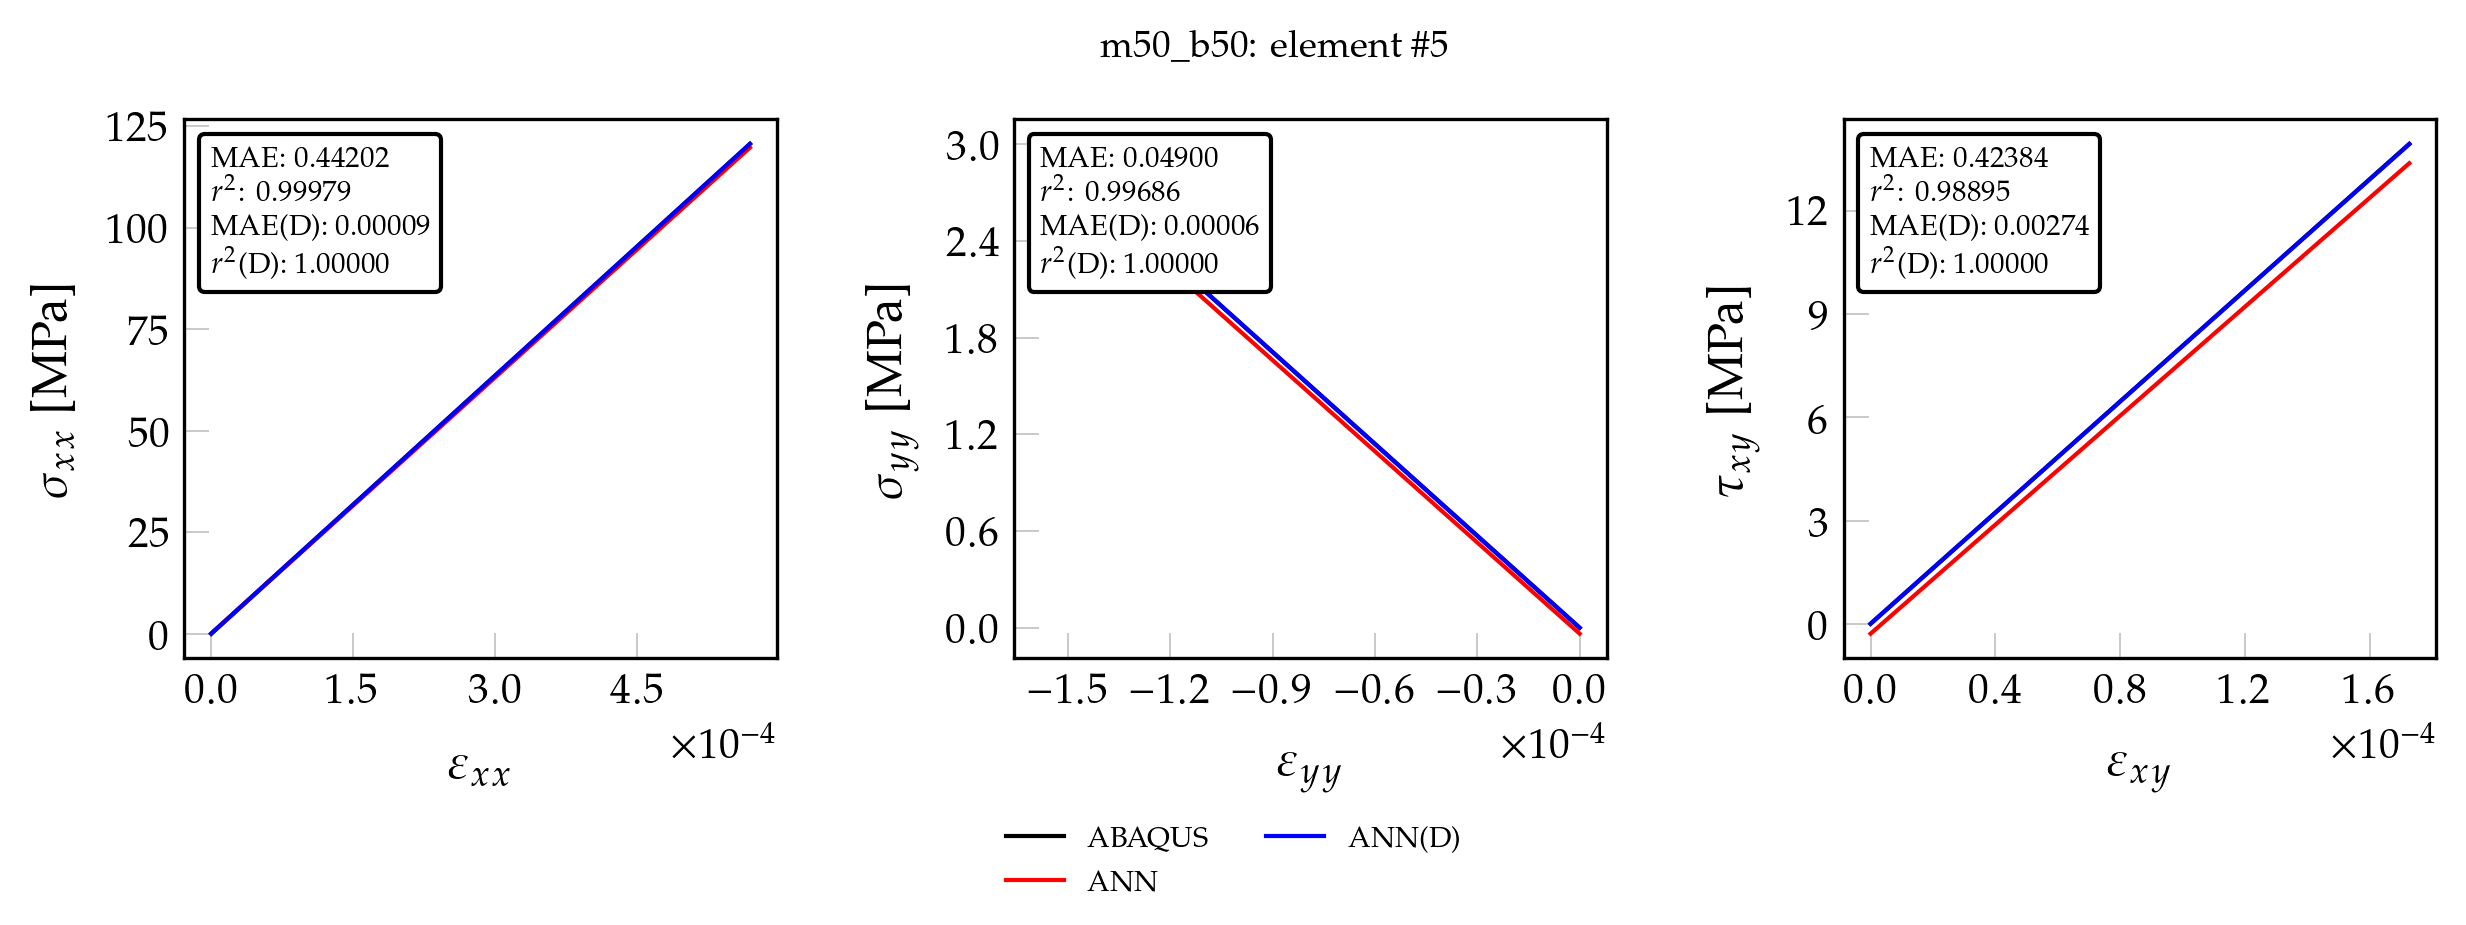 m50_b50: element #5
125
100
75
50
25
0
σxx [MPa]
MAE: 0.44202
r²: 0.99979
MAE(D): 0.00009
r²(D): 1.00000
0.0 1.5 3.0 4.5
×10⁻⁴
εxx
3.0
2.4
1.8
1.2
0.6
0.0
σyy [MPa]
MAE: 0.04900
r²: 0.99686
MAE(D): 0.00006
r²(D): 1.00000
−1.5 −1.2 −0.9 −0.6 −0.3 0.0
×10⁻⁴
εyy
12
9
6
3
0
τxy [MPa]
MAE: 0.42384
r²: 0.98895
MAE(D): 0.00274
r²(D): 1.00000
0.0 0.4 0.8 1.2 1.6
×10⁻⁴
εxy
ABAQUS
ANN
ANN(D)